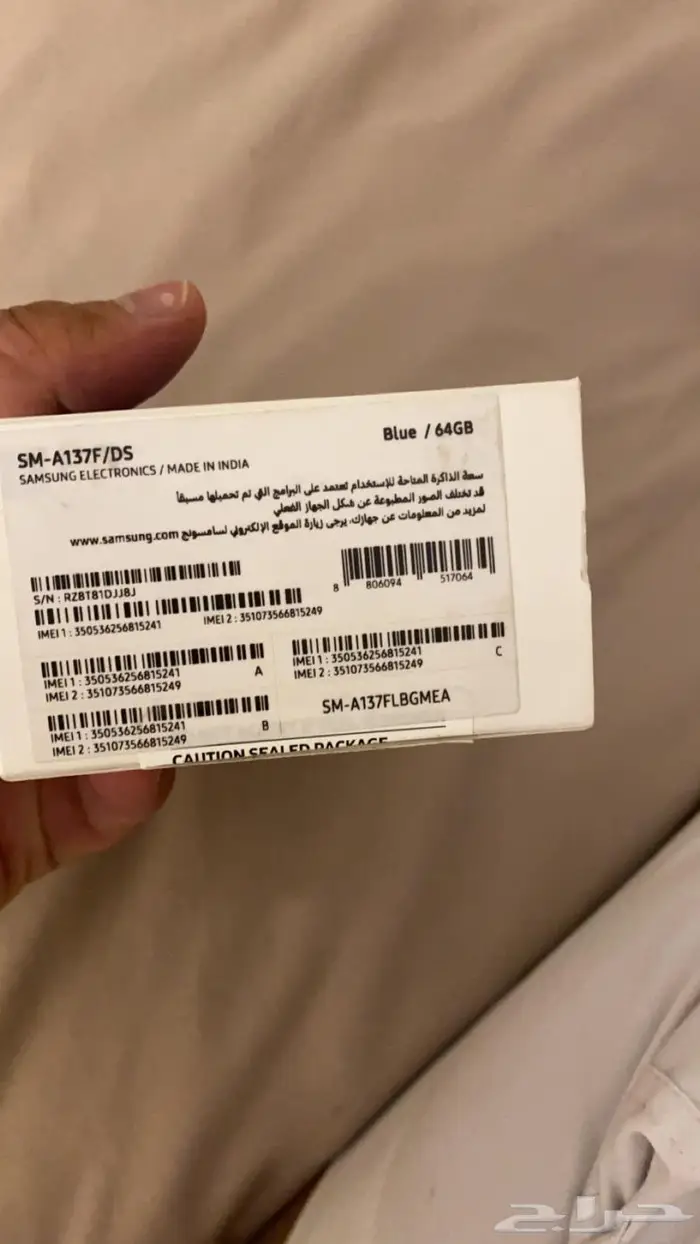 SM-A137F/DS
Blue / 64GB
SAMSUNG ELECTRONICS / MADE IN INDIA
سعة الذاكرة المتاحة للإستخدام تعتمد على البرامج التي تم تحميلها مسبقاً
قد تختلف الصور المطبوعة عن شكل الجهاز الفعلي
لمزيد من المعلومات عن جهازك، يرجى زيارة الموقع الإلكتروني لسامسونج www.samsung.com
S/N : RZ8T81DJJ8J
8 806094 517064
IMEI 1 : 350536256815241 IMEI 2 : 351073566815249
IMEI 1 : 350536256815241
IMEI 2 : 351073566815249
A
IMEI 1 : 350536256815241
IMEI 2 : 351073566815249
C
IMEI 1 : 350536256815241
IMEI 2 : 351073566815249
B
SM-A137FLBGMEA
CAUTION SEALED PACKAGE
حراج